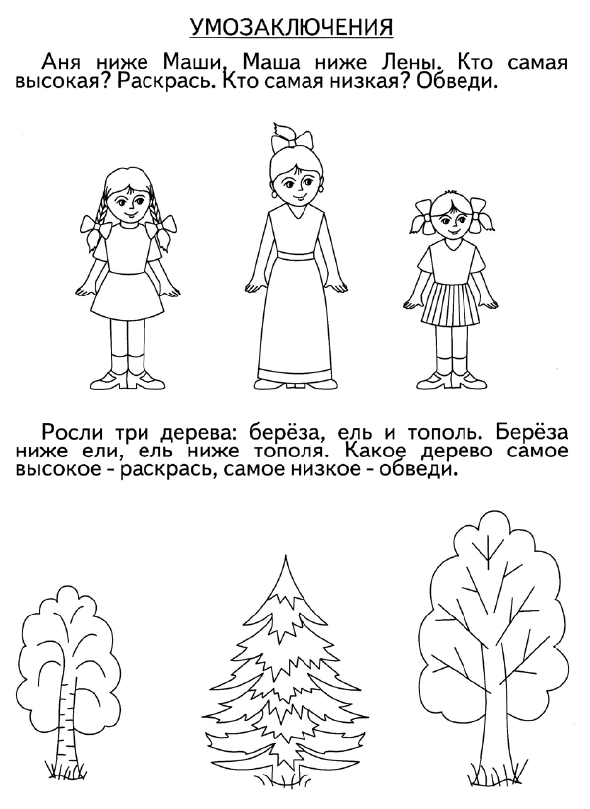 УМОЗАКЛЮЧЕНИЯ
Аня ниже Маши, Маша ниже Лены. Кто самая
высокая? Раскрась. Кто самая низкая? Обведи.
Росли три дерева: берёза, ель и тополь. Берёза
ниже ели, ель ниже тополя. Какое дерево самое
высокое - раскрась, самое низкое - обведи.